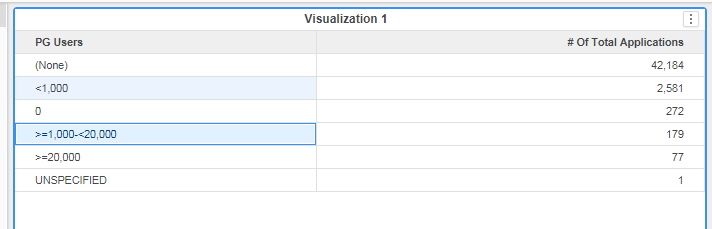 Visualization 1
PG Users # Of Total Applications
(None) 42,184
<1,000 2,581
0 272
>=1,000-<20,000 179
>=20,000 77
UNSPECIFIED 1